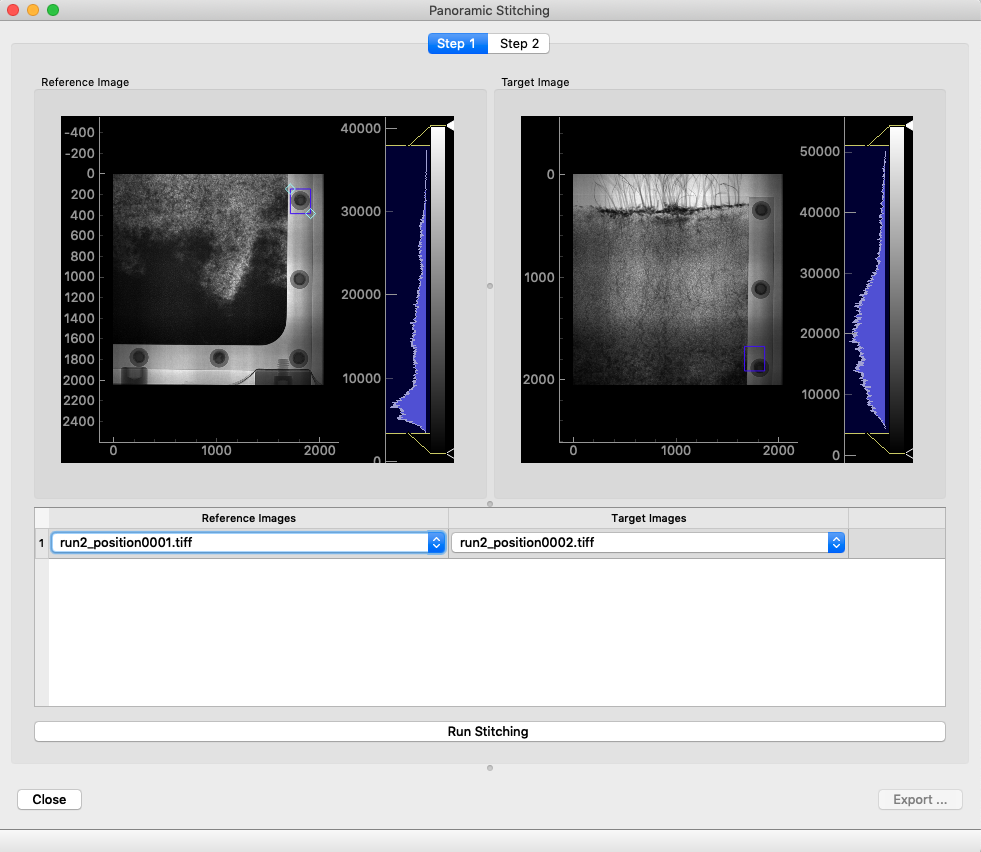 Panoramic Stitching
Step 1 Step 2
Reference Image
Target Image
-400
-200
0
200
400
600
800
1000
1200
1400
1600
1800
2000
2200
2400
0 1000 2000
40000
30000
20000
10000
0
0
1000
2000
0 1000 2000
50000
40000
30000
20000
10000
0
Reference Images Target Images
1 run2_position0001.tiff run2_position0002.tiff
Run Stitching
Close Export ...